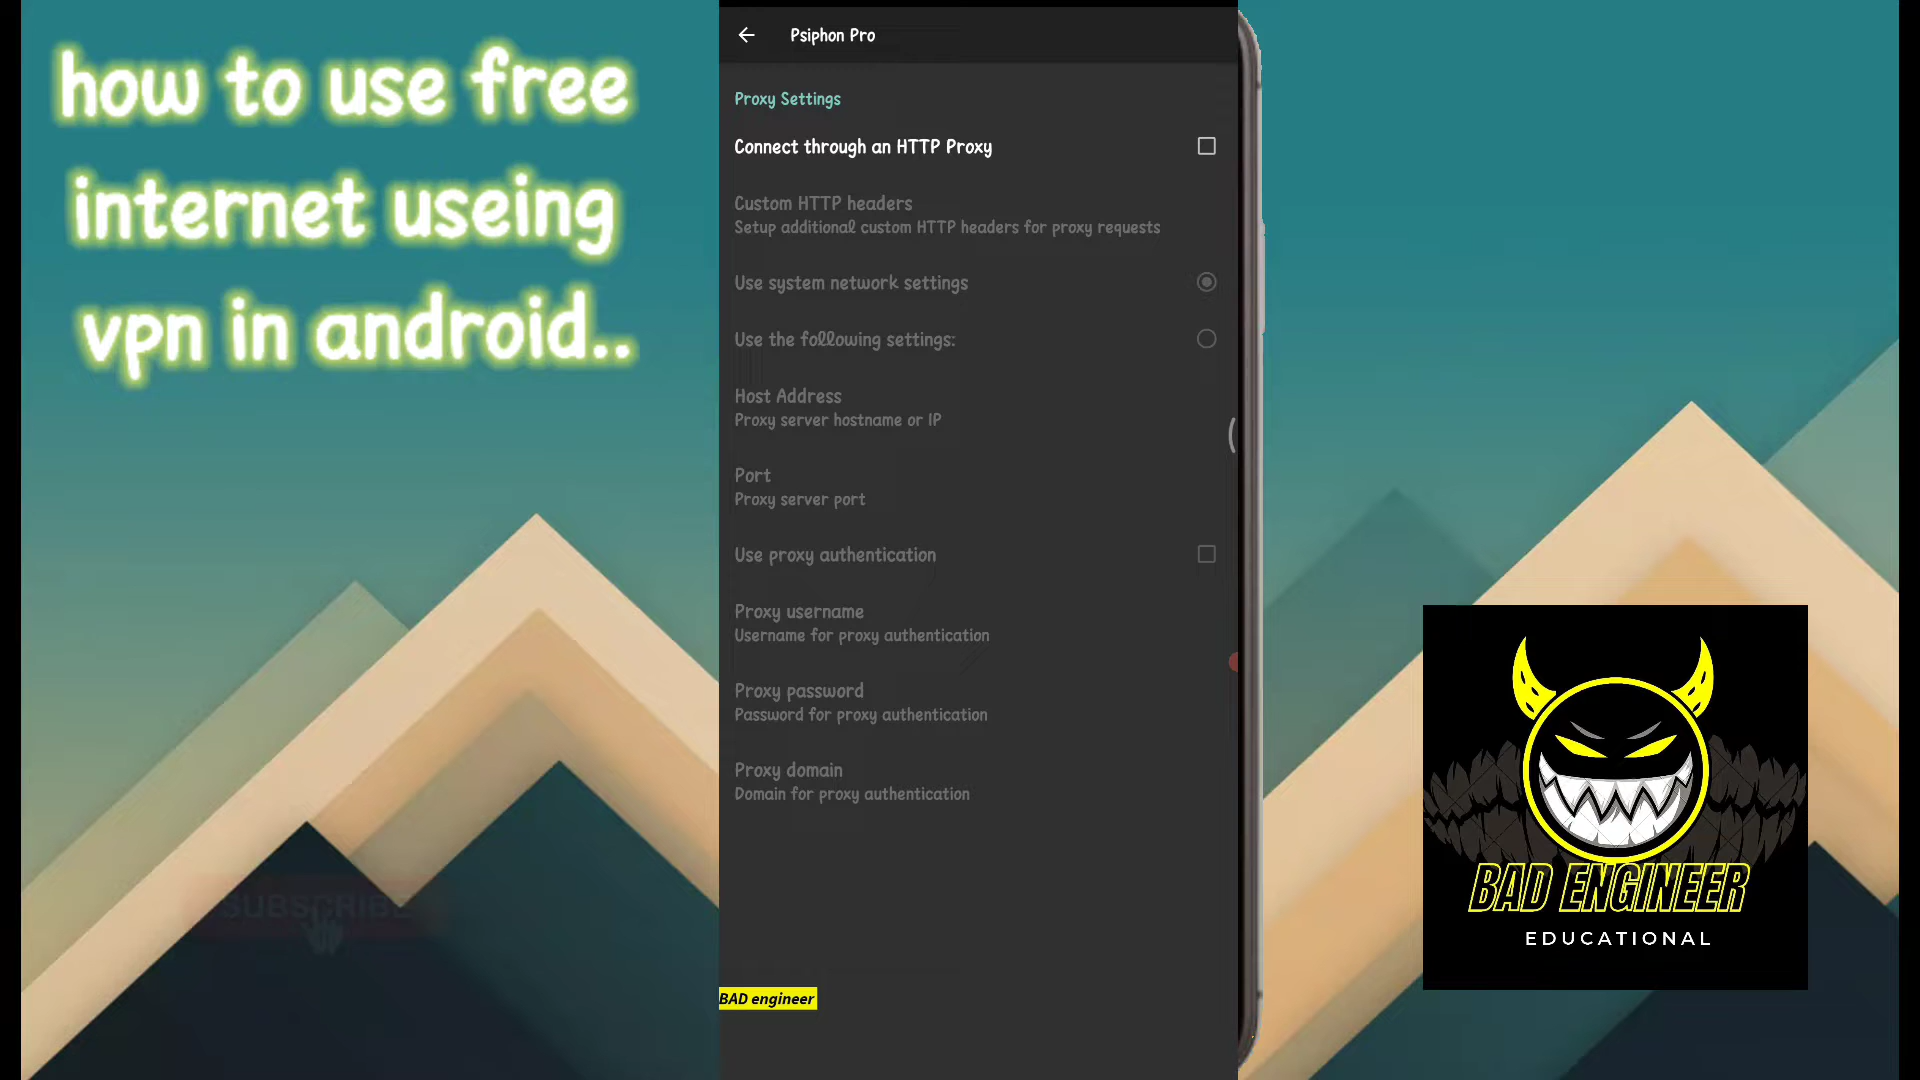 how to use free
internet useing
vpn in android..
Psiphon Pro
Proxy Settings
Connect through an HTTP Proxy
Custom HTTP headers
Setup additional custom HTTP headers for proxy requests
Use system network settings
Use the following settings:
Host Address
Proxy server hostname or IP
Port
Proxy server port
Use proxy authentication
Proxy username
Username for proxy authentication
Proxy password
Password for proxy authentication
Proxy domain
Domain for proxy authentication
SUBSCRIBE
BAD engineer
BAD ENGINEER
EDUCATIONAL